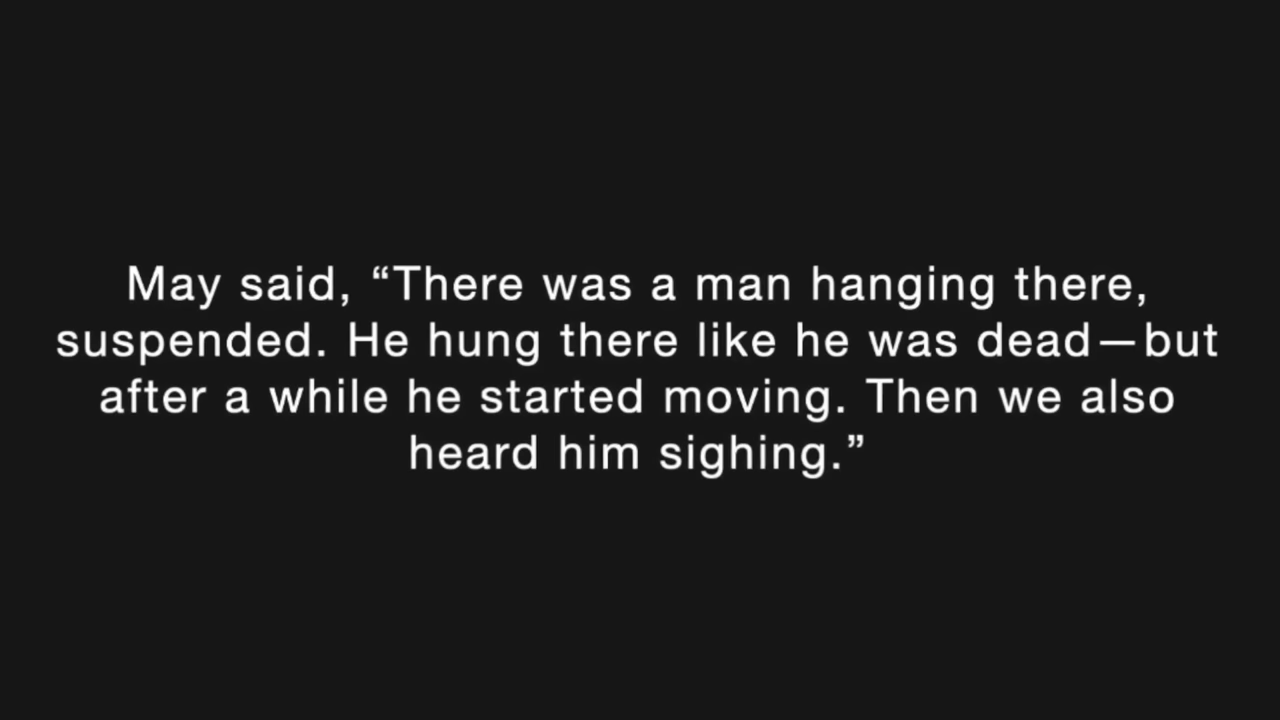 May said, “There was a man hanging there,
suspended. He hung there like he was dead—but
after a while he started moving. Then we also
heard him sighing.”